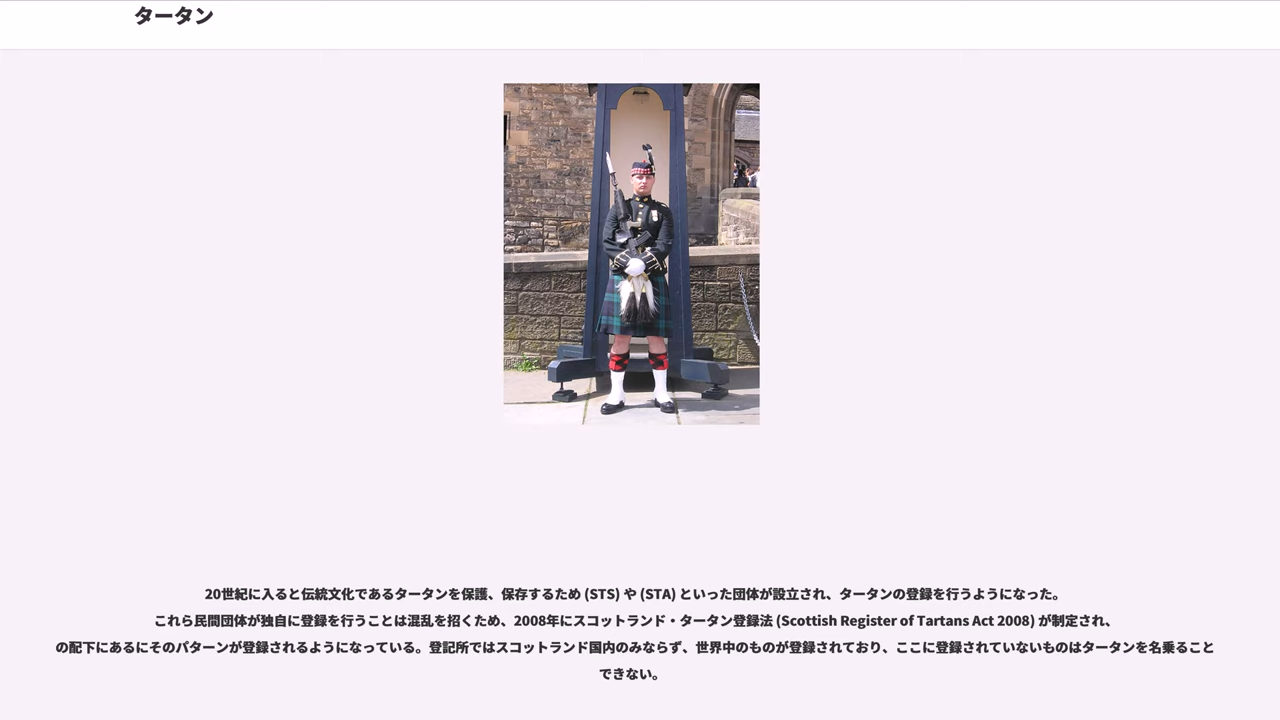 タータン
20世紀に入ると伝統文化であるタータンを保護、保存するため (STS) や (STA) といった団体が設立され、タータンの登録を行うようになった。
これら民間団体が独自に登録を行うことは混乱を招くため、2008年にスコットランド・タータン登録法 (Scottish Register of Tartans Act 2008) が制定され、
の配下にあるにそのパターンが登録されるようになっている。登記所ではスコットランド国内のみならず、世界中のものが登録されており、ここに登録されていないものはタータンを名乗ること
できない。